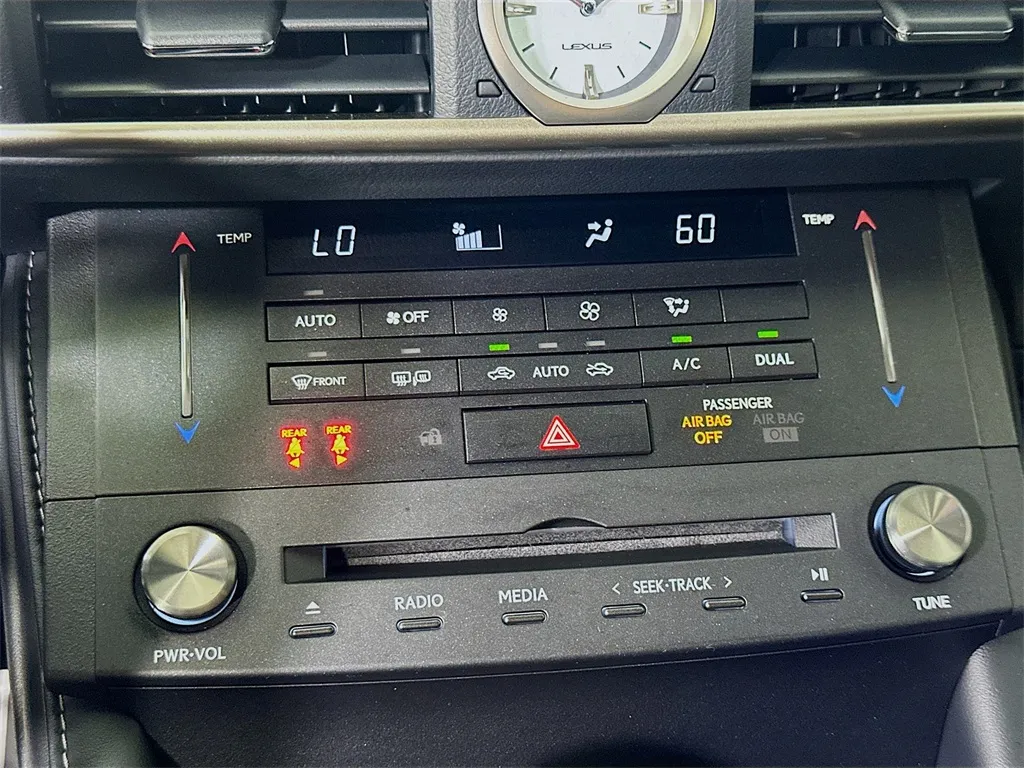 LEXUS
TEMP LO 60 TEMP
AUTO OFF
FRONT AUTO A/C DUAL
REAR REAR
PASSENGER
AIR BAG OFF AIR BAG ON
RADIO MEDIA SEEK•TRACK
PWR•VOL TUNE